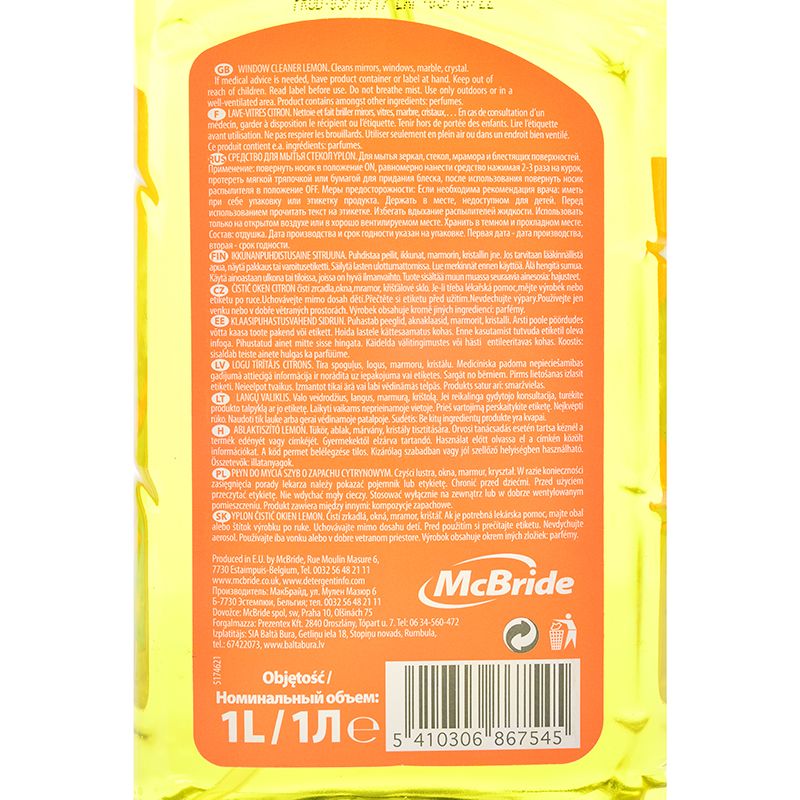 GB WINDOW CLEANER LEMON. Cleans mirrors, windows, marble, crystal.
If medical advice is needed, have product container or label at hand. Keep out of
reach of children. Read label before use. Do not breathe mist. Use only outdoors or in a
well-ventilated area. Product contains amongst other ingredients: perfumes.
F LAVE-VITRES CITRON. Nettoie et fait briller mirors, vitres, marbre, cristaux,… En cas de consultation d'un
médecin, garder à disposition le récipient ou l'étiquette. Tenir hors de portée des enfants. Lire l'étiquette
avant utilisation. Ne pas respirer les brouillards. Utiliser seulement en plein air ou dans un endroit bien ventilé.
Ce produit contient e.a. ingrédients: parfumes.
RUS СРЕДСТВО ДЛЯ МЫТЬЯ СТЕКОЛ YPLON. Для мытья зеркал, стекол, мрамора и блестящих поверхностей.
Применение: повернуть носик в положение ON, равномерно нанести средство нажимая 2-3 раза на курок,
протереть мягкой тряпочкой или бумагой для придания блеска, после использования повернуть носик
распылителя в положение OFF. Меры предосторожности: Если необходима рекомендация врача: иметь
при себе упаковку или этикетку продукта. Держать в месте, недоступном для детей. Перед
использованием прочитать текст на этикетке. Избегать вдыхание распылителей жидкости. Использовать
только на открытом воздухе или в хорошо вентилируемом месте. Хранить в темном и прохладном месте.
Состав: отдушка. Дата производства и срок годности указан на упаковке. Первая дата - дата производства,
вторая - срок годности.
FIN IKKUNANPUHDISTUSAINE SITRUUNA. Puhdistaa peilit, ikkunat, marmorin, kristallin jne. Jos tarvitaan lääkinnällistä
apua, näytä pakkaus tai varoitusetiketti. Säilytä lasten ulottumattomissa. Lue merkinnät ennen käyttöä. Älä hengitä sumua.
Käytä ainoastaan ulkona tai tiloissa, joissa on hyvä ilmanvaihto. Tuote sisältää muun muassa seuraavia ainesosia: hajusteet.
CZ ČISTIČ OKEN CITRON čistí zrcadla,okna,mramor, křišťálové sklo. Je-li třeba lékařská pomoc,mějte výrobek nebo
etiketu po ruce.Uchovávejte mimo dosah dětí.Přečtěte si etiketu před užitím.Nevdechujte výpary.Používejte jen
venku nebo v dobře větraných prostorách. Výrobek obsahuje kromě jiných ingrediencí: parfémy.
EE KLAASIPUHASTUSVAHEND SIDRUN. Puhastab peeglid, aknaklaasid, marmorit, kristalli. Arsti poole pöördudes
võtta kaasa toote pakend või etikett. Hoida lastele kättesaamatus kohas. Enne kasutamist tutvuda etiketil oleva
infoga. Pihustatud ainet mitte sisse hingata. Käidelda välitingimustes või hästi entileeritavas kohas. Koostis:
sisaldab teiste ainete hulgas ka parfüüme.
LV LOGU TĪRĪTĀJS CITRONS. Tīra spoguļus, logus, marmoru, kristālu. Medicīniska padoma nepieciešamības
gadījuma attiecīgā informācija ir norādīta uz iepakojuma vai etiketes. Sargāt no bērniem. Pirms lietošanas izlasīt
etiķeti. Neieelpot tvaikus. Izmantot tikai ārā vai labi vēdināmās telpās. Produkts satur arī: smaržvielas.
LT LANGŲ VALIKLIS. Valo veidrodžius, langus, marmurą, krištolą. Jei reikalinga gydytojo konsultacija, turėkite
produkto talpyklą ar jo etiketę. Laikyti vaikams neprieinamoje vietoje. Prieš vartojimą perskaitykite etiketę. Neįkvėpti
rūko. Naudoti tik lauke arba gerai vėdinamoje patalpoje. Sudėtis: Be kitų ingredientų produkte yra kvapai.
H ABLAKTISZTÍTÓ LEMON. Tükör, ablak, márvány, kristály tisztítására. Orvosi tanácsadás esetén tartsa kéznél a
termék edényét vagy címkéjét. Gyermekektől elzárva tartandó. Használat előtt olvassa el a címken közölt
információkat. A köd permet belélegzése tilos. Kizárólag szabadban vagy jól szellőző helyiségben használható.
Összetevők: illatanyagok.
PL PŁYN DO MYCIA SZYB O ZAPACHU CYTRYNOWYM. Czyści lustra, okna, marmur, kryształ. W razie konieczności
zasięgnięcia porady lekarza należy pokazać pojemnik lub etykietę. Chronić przed dziećmi. Przed użyciem
przeczytać etykietę. Nie wdychać mgły cieczy. Stosować wyłącznie na zewnątrz lub w dobrze wentylowanym
pomieszczeniu. Produkt zawiera między innymi: kompozycje zapachowe.
SK YPLON ČISTIČ OKIEN LEMON. Čistí zrkadlá, okná, mramor, krištáľ. Ak je potrebná lekárska pomoc, majte obal
alebo štítok výrobku po ruke. Uchovávajte mimo dosahu detí. Pred použitím si prečítajte etiketu. Nevdychujte
aerosol. Používajte iba vonku alebo v dobre vetranom priestore. Výrobok obsahuje okrem iných zložiek: parfémy.
Produced in E.U. by McBride, Rue Moulin Masure 6,
7730 Estaimpuis-Belgium, Tel. 0032 56 48 21 11
www.mcbride.co.uk, www.detergentinfo.com
Производитель: МакБрайд, ул. Мулен Мазюр 6
Б-7730 Эстемпюи, Бельгия; тел. 0032 56 48 21 11
Dovozce: McBride spol, sw, Praha 10, Olšinách 75
Forgalmazza: Prezentex Kft. 2840 Oroszlány, Tópart u. 7. Tel: 06 34-560-472
Izplatītājs: SIA Baltā Bura, Getliņu iela 18, Stopiņu novads, Rumbula,
tel.: 67422073, www.baltabura.lv
McBride
5174621
Objętość /
Номинальный объем:
1L / 1Л e
5 410306 867545